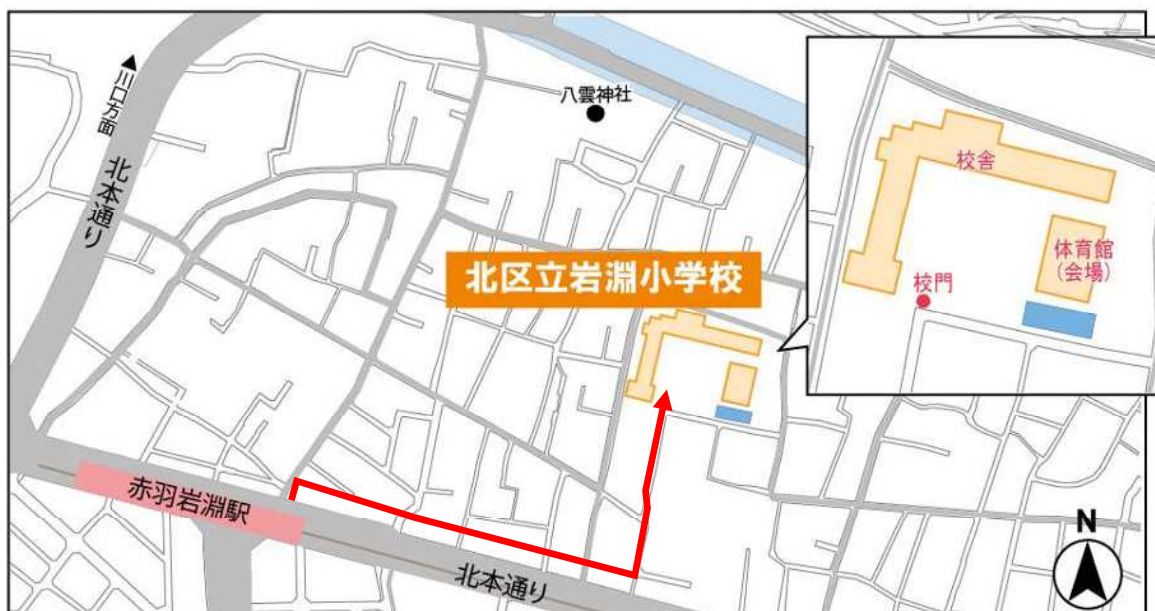 八雲神社
▲川口方面
北本通り
校舎
体育館
(会場)
校門
北区立岩淵小学校
赤羽岩淵駅
北本通り
N